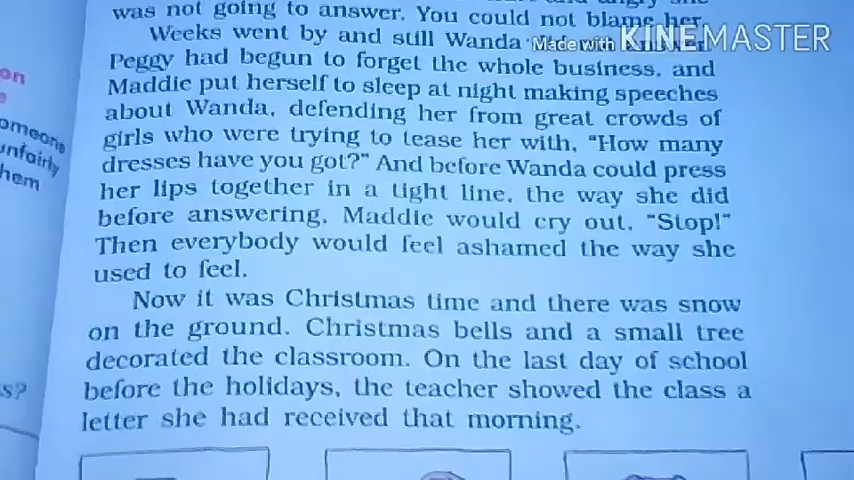 was not going to answer. You could not blame her.
Weeks went by and still Wanda
Made with KINEMASTER
Peggy had begun to forget the whole business, and
Maddie put herself to sleep at night making speeches
about Wanda, defending her from great crowds of
girls who were trying to tease her with, "How many
dresses have you got?" And before Wanda could press
her lips together in a tight line, the way she did
before answering, Maddie would cry out, "Stop!"
Then everybody would feel ashamed the way she
used to feel.
Now it was Christmas time and there was snow
on the ground. Christmas bells and a small tree
decorated the classroom. On the last day of school
before the holidays, the teacher showed the class a
letter she had received that morning.
on
omeone
unfairly
hem
s?